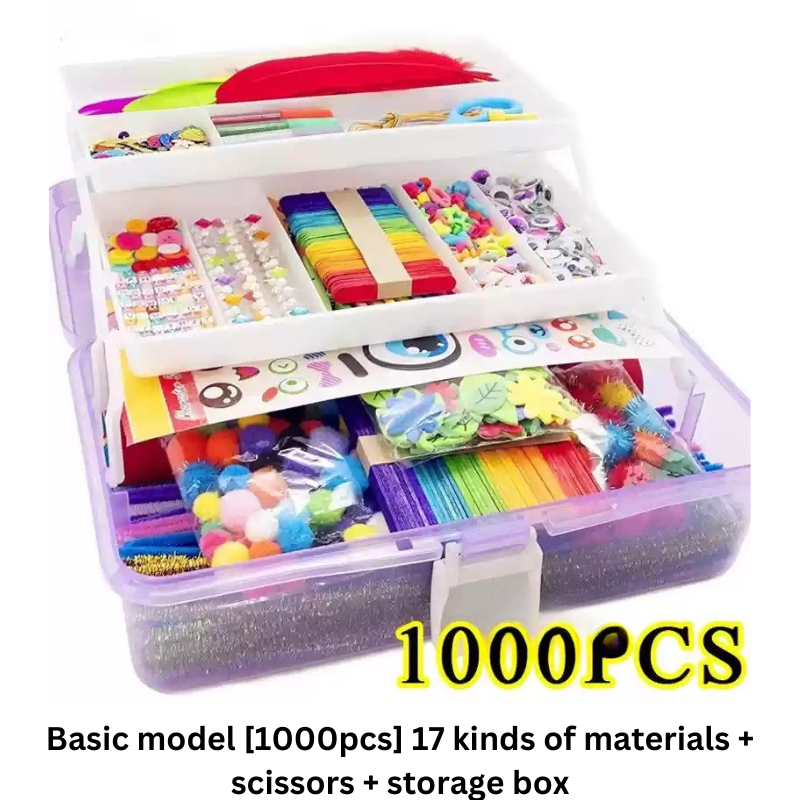 1000PCS
Basic model [1000pcs] 17 kinds of materials +
scissors + storage box